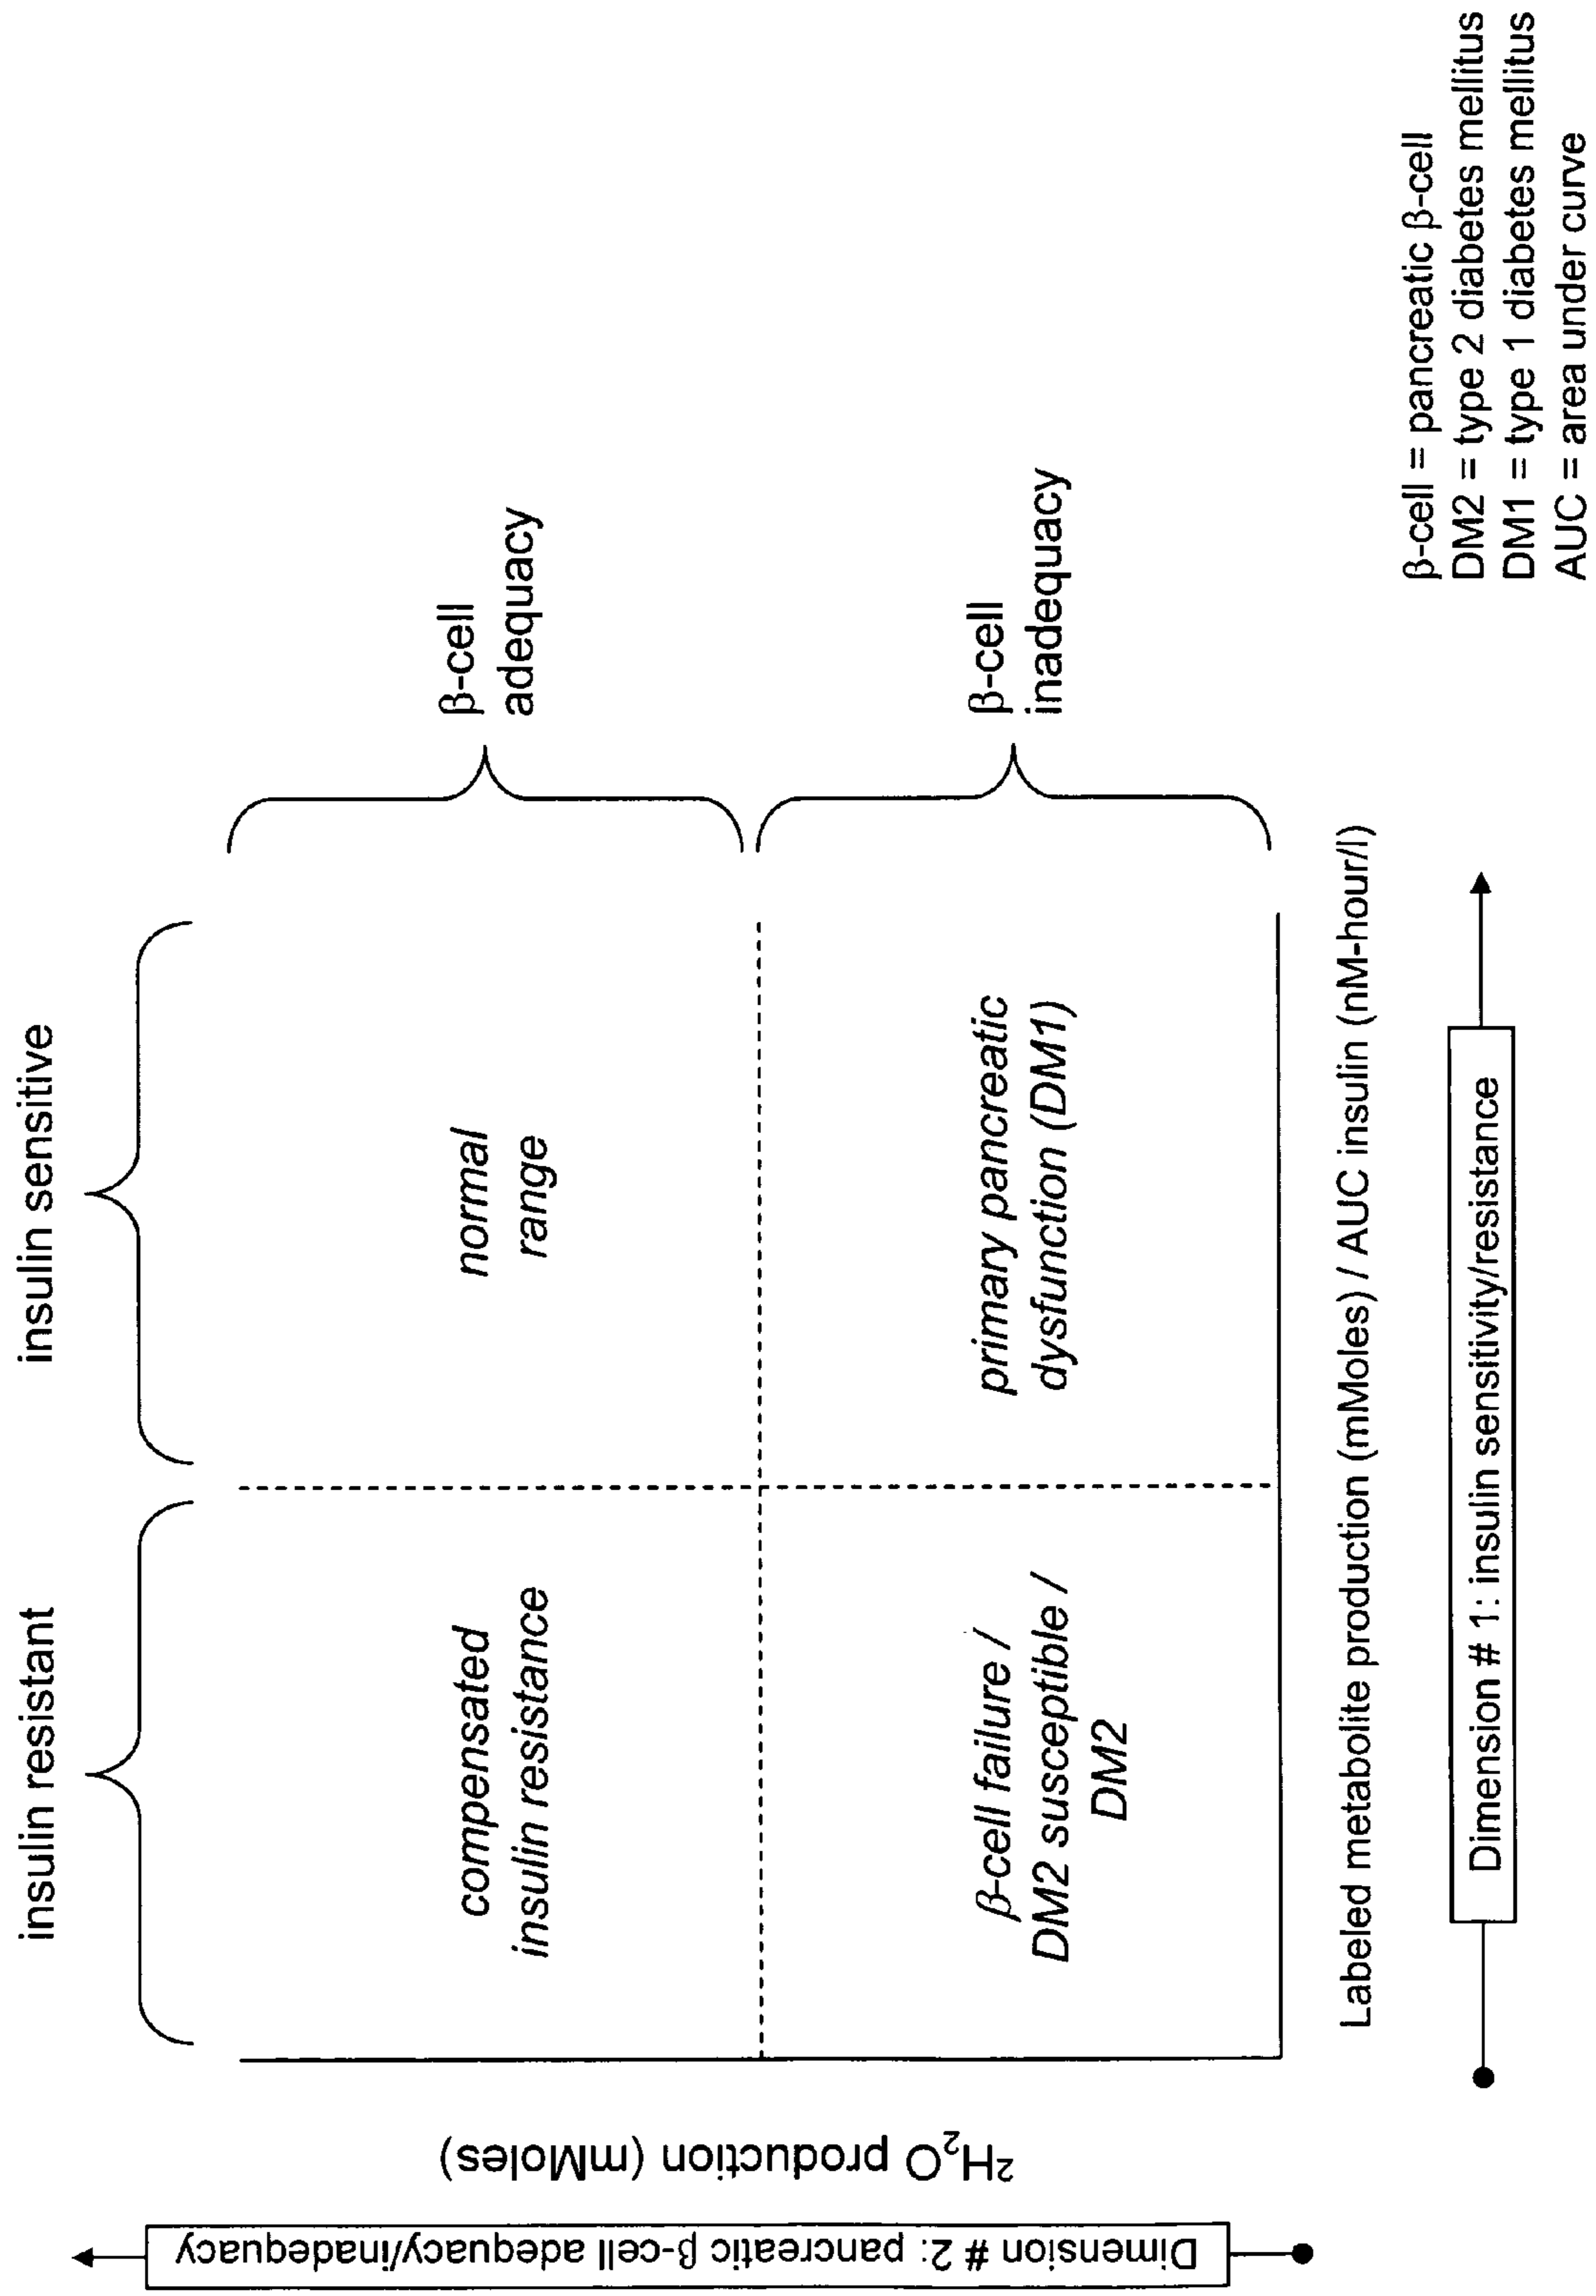 insulin resistant
insulin sensitive
compensated
insulin resistance
normal
range
β-cell
adequacy
β-cell failure /
DM2 susceptible /
DM2
primary pancreatic
dysfunction (DM1)
β-cell
inadequacy
Dimension # 2: pancreatic β-cell adequacy/inadequacy
²H₂O production (mMoles)
Labeled metabolite production (mMoles) / AUC insulin (nM-hour/l)
Dimension # 1: insulin sensitivity/resistance
β-cell = pancreatic β-cell
DM2 = type 2 diabetes mellitus
DM1 = type 1 diabetes mellitus
AUC = area under curve